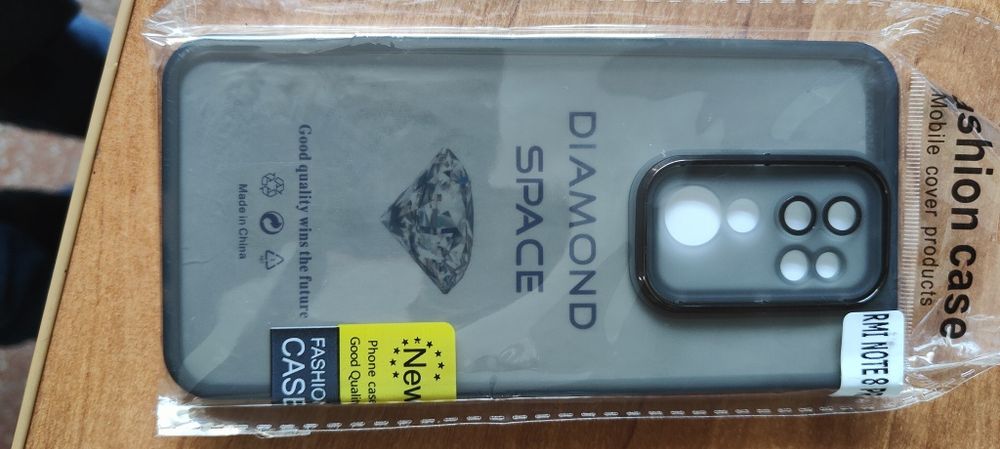 shion case
Mobile cover products
DIAMOND
SPACE
Good quality wins the future
Made in China
RMI NOTE 8 P
New
Phone case
Good Quali
FASHIO
CASE